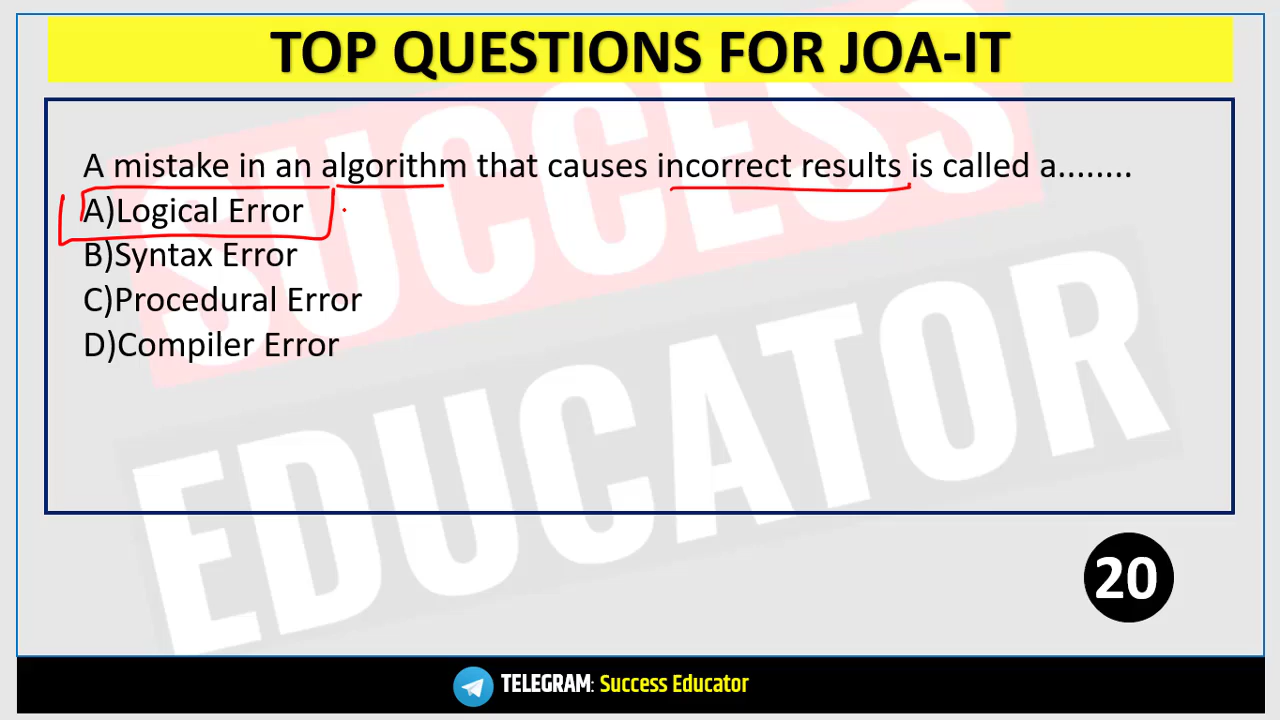 TOP QUESTIONS FOR JOA-IT
SUCCESS
EDUCATOR
A mistake in an algorithm that causes incorrect results is called a........
A)Logical Error
B)Syntax Error
C)Procedural Error
D)Compiler Error
20
TELEGRAM: Success Educator